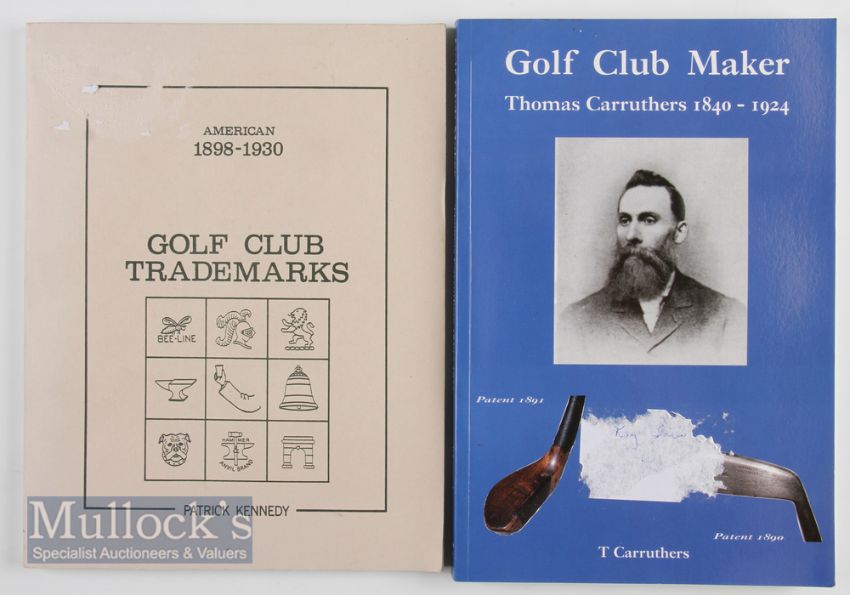 AMERICAN
1898-1930
GOLF CLUB
TRADEMARKS
BEE-LINE
HAMMER
ANVIL BRAND
PATRICK KENNEDY
Mullock's
Specialist Auctioneers & Valuers
Golf Club Maker
Thomas Carruthers 1840 - 1924
Patent 1891
Patent 1890
T Carruthers